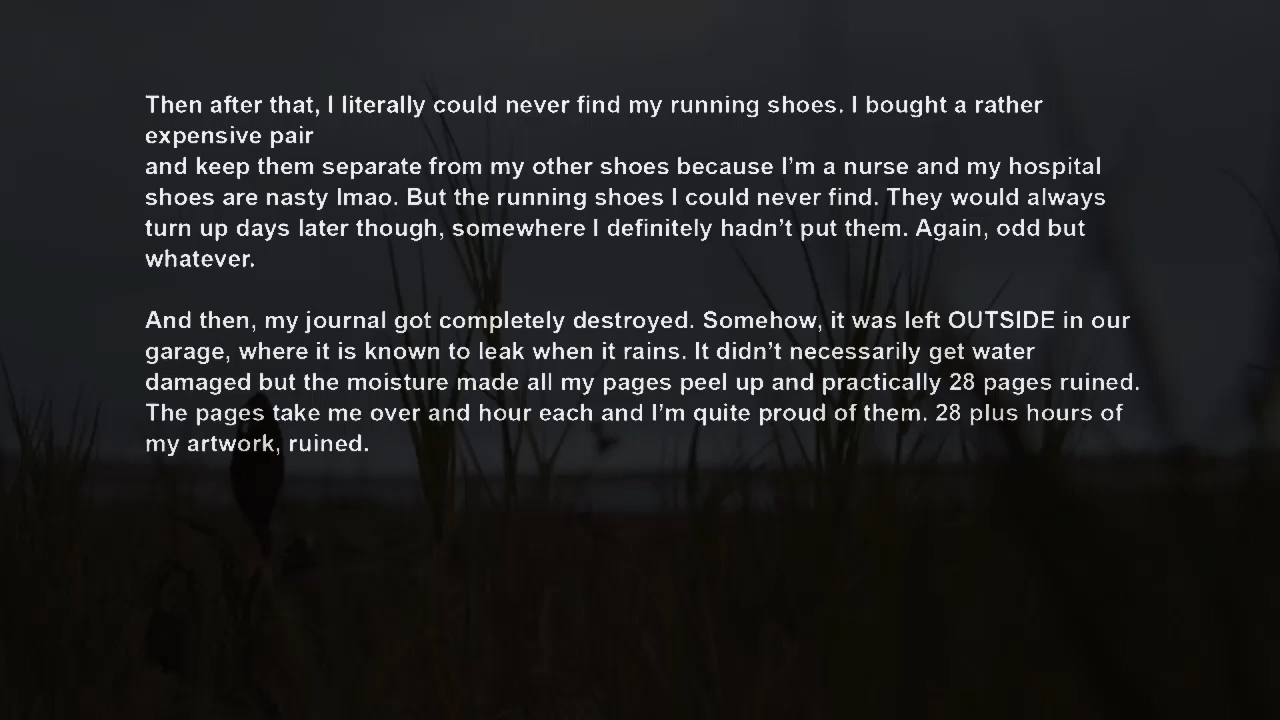 Then after that, I literally could never find my running shoes. I bought a rather
expensive pair
and keep them separate from my other shoes because I’m a nurse and my hospital
shoes are nasty lmao. But the running shoes I could never find. They would always
turn up days later though, somewhere I definitely hadn’t put them. Again, odd but
whatever.
And then, my journal got completely destroyed. Somehow, it was left OUTSIDE in our
garage, where it is known to leak when it rains. It didn’t necessarily get water
damaged but the moisture made all my pages peel up and practically 28 pages ruined.
The pages take me over and hour each and I’m quite proud of them. 28 plus hours of
my artwork, ruined.